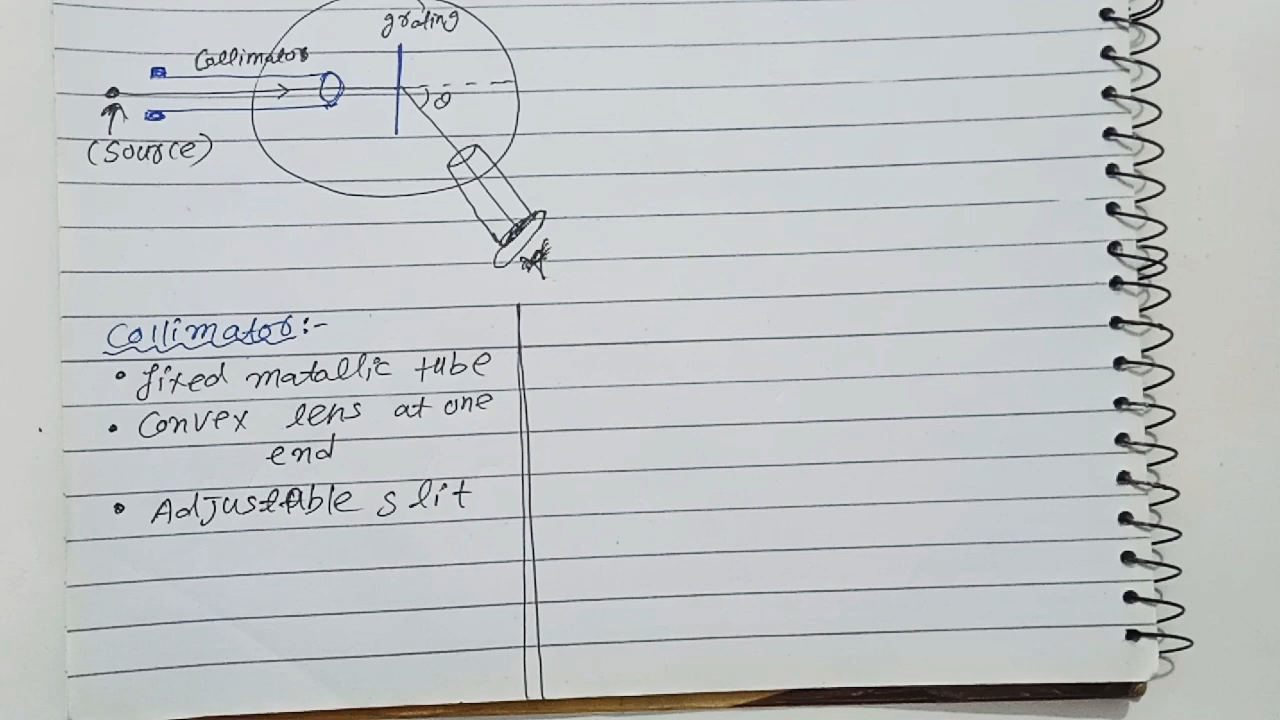 grating
Collimator
θ
(Source)
Collimator:-
• fixed matallic tube
• Convex lens at one
end
• Adjustable slit